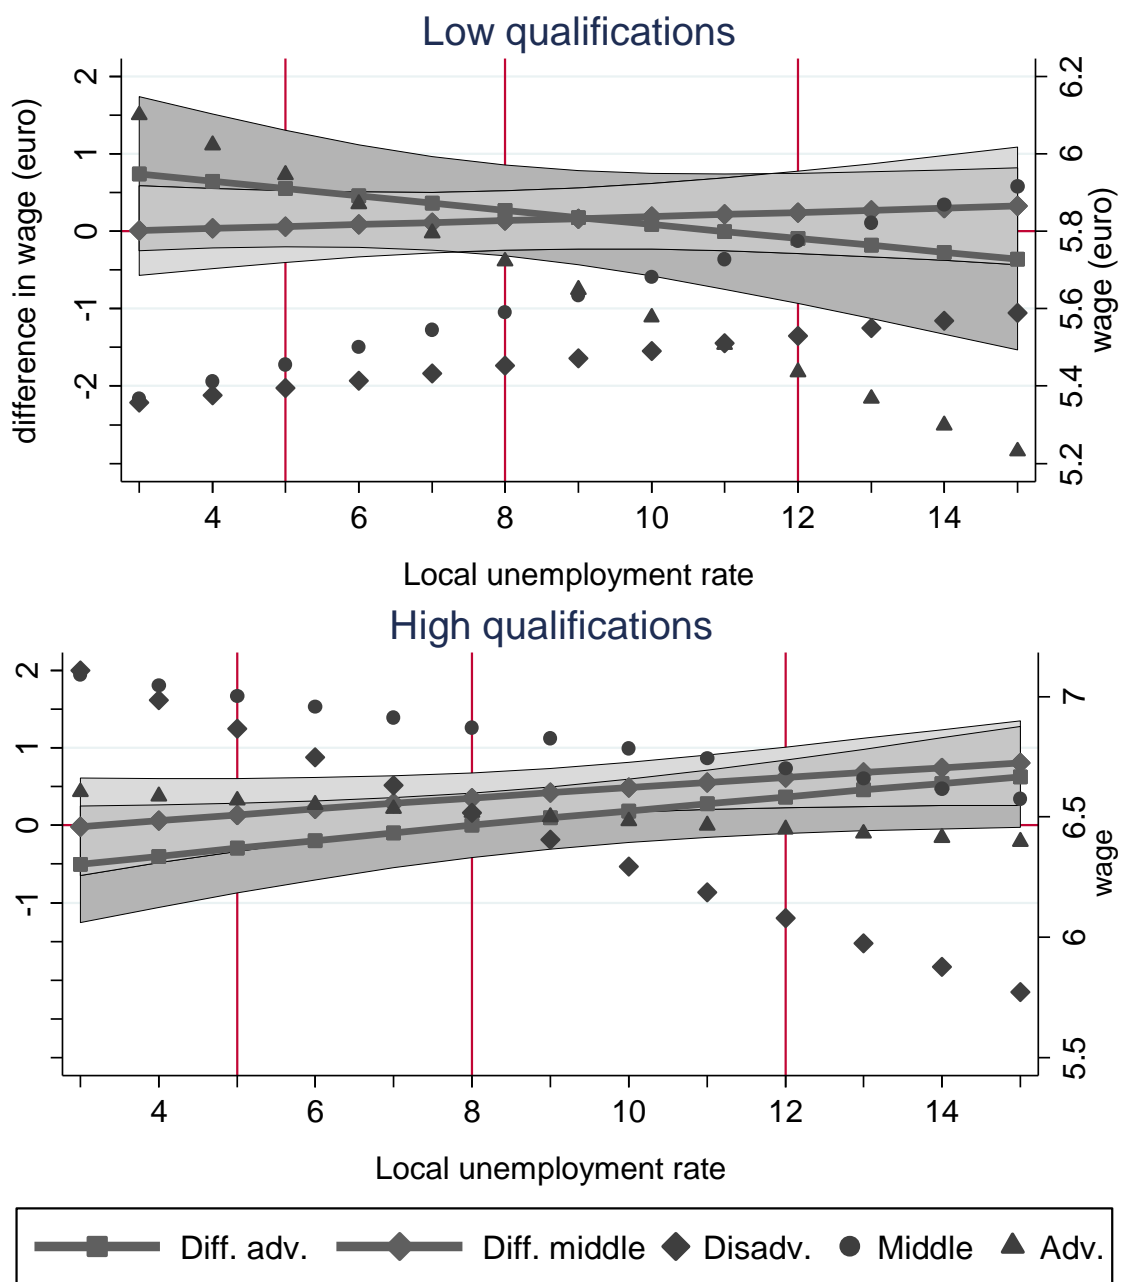 Low qualifications
difference in wage (euro)
2
1
0
-1
-2
6.2
6
5.8
5.6
5.4
5.2
wage (euro)
4 6 8 10 12 14
Local unemployment rate
High qualifications
2
1
0
-1
7
6.5
6
5.5
wage
4 6 8 10 12 14
Local unemployment rate
Diff. adv. Diff. middle Disadv. Middle Adv.